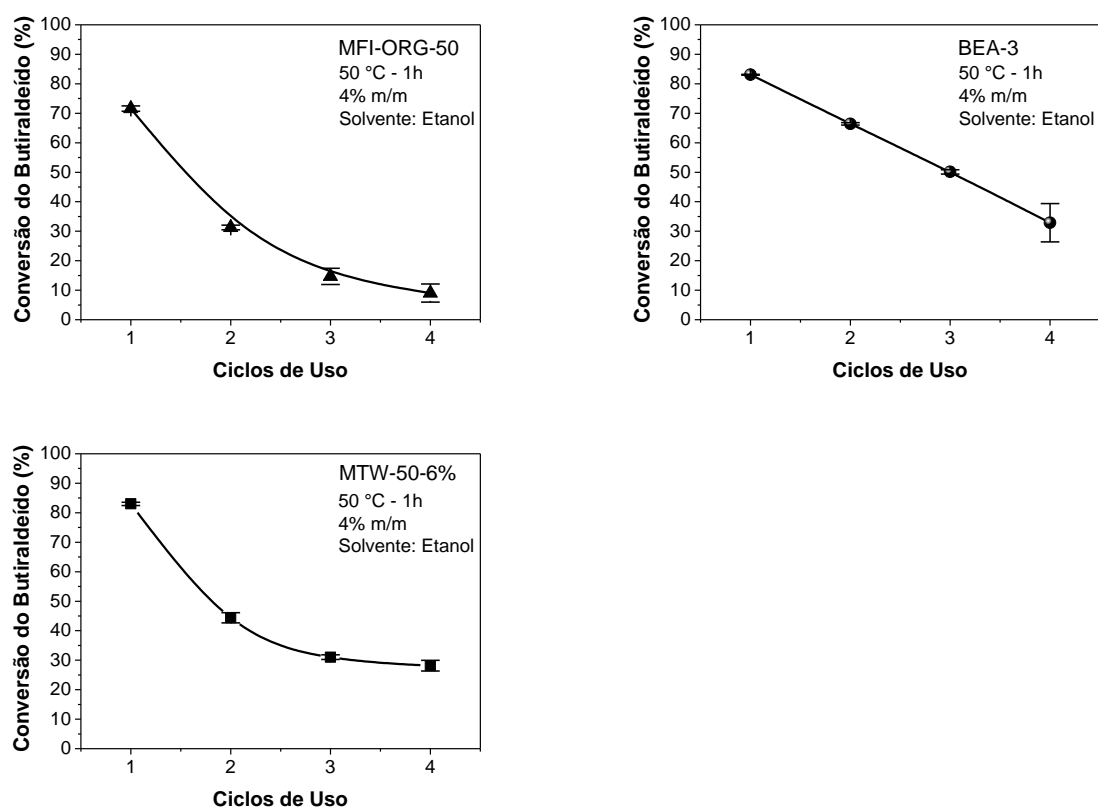 Conversão do Butiraldeído (%)
100
90
80
70
60
50
40
30
20
10
0
MFI-ORG-50
50 °C - 1h
4% m/m
Solvente: Etanol
1 2 3 4
Ciclos de Uso
Conversão do Butiraldeído (%)
100
90
80
70
60
50
40
30
20
10
0
BEA-3
50 °C - 1h
4% m/m
Solvente: Etanol
1 2 3 4
Ciclos de Uso
Conversão do Butiraldeído (%)
100
90
80
70
60
50
40
30
20
10
0
MTW-50-6%
50 °C - 1h
4% m/m
Solvente: Etanol
1 2 3 4
Ciclos de Uso